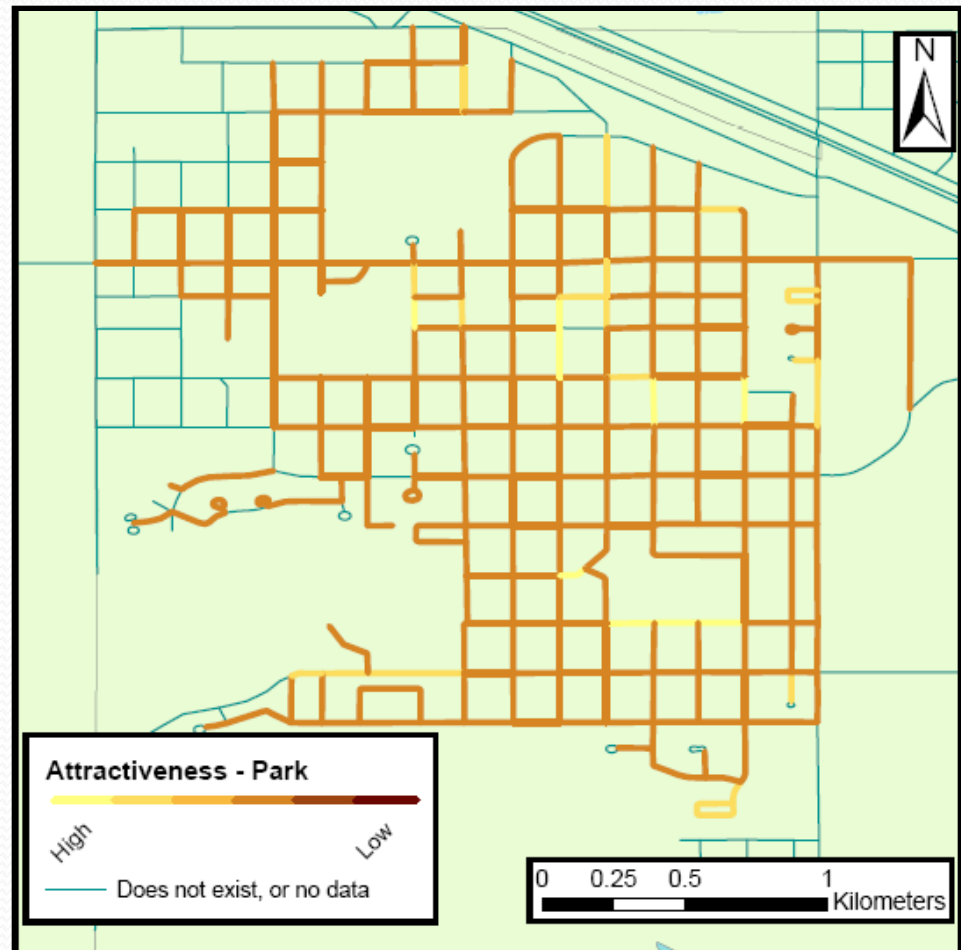 N
Attractiveness - Park
High
Low
Does not exist, or no data
0 0.25 0.5 1
Kilometers